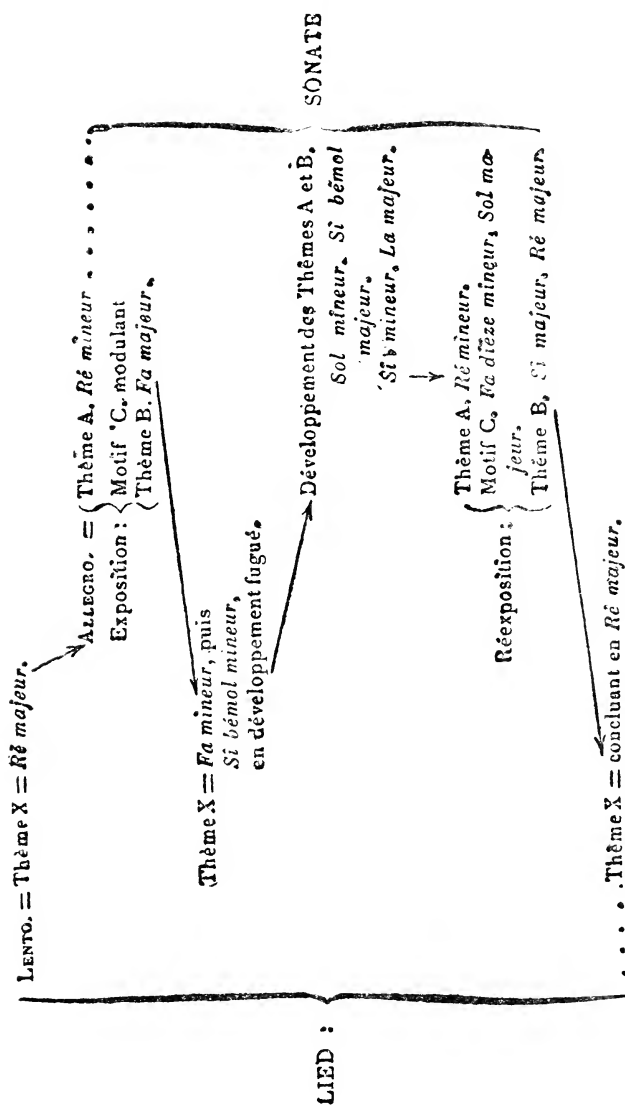 LIED :
LENTO. = Thème X = Ré majeur.
ALLEGRO. = Thème A. Ré mineur . . . . . . .
Exposition : Motif C. modulant
Thème B. Fa majeur.
Thème X = Fa mineur, puis
Si bémol mineur,
en développement fugué.
Développement des Thèmes A et B.
Sol mineur. Si bémol
majeur.
Si ♭ mineur. La majeur.
Réexposition : Thème A. Ré mineur.
Motif C. Fa dièze mineur, Sol ma-
jeur.
Thème B. Si majeur, Ré majeur.
. . . . . Thème X = concluant en Ré majeur.
SONATE